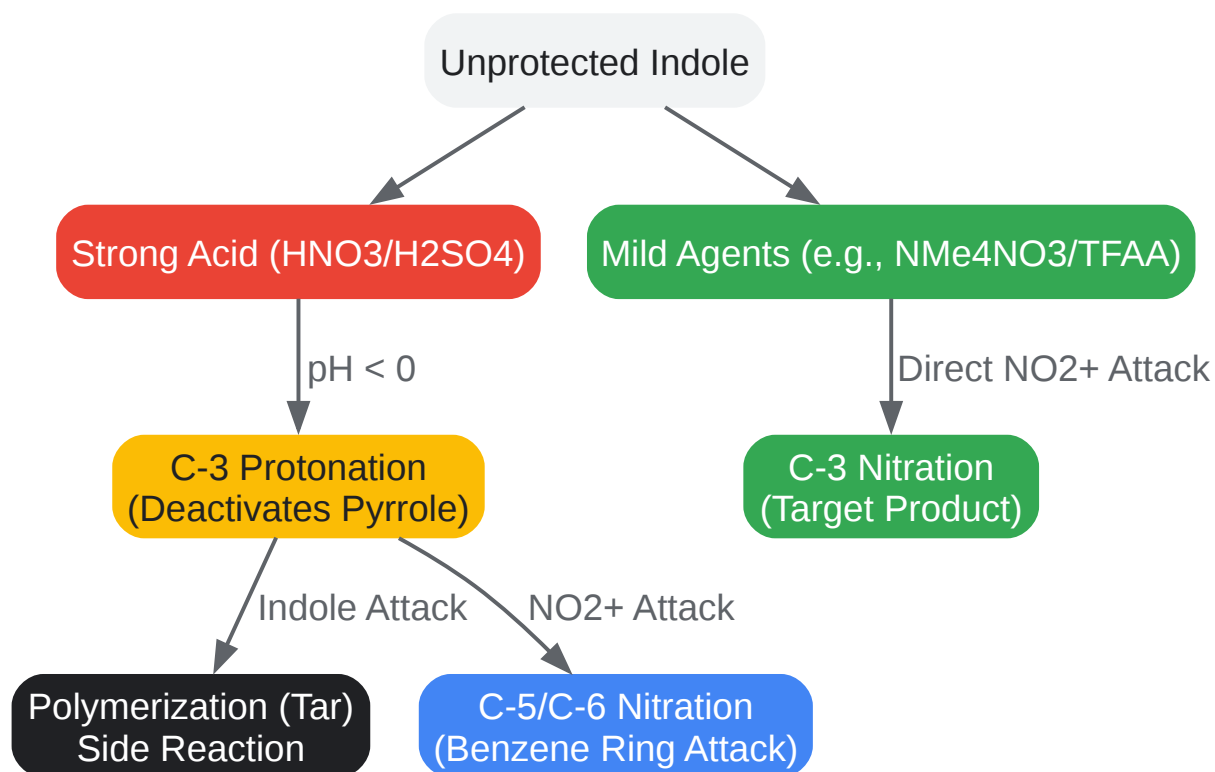 Unprotected Indole
Strong Acid (HNO3/H2SO4)
Mild Agents (e.g., NMe4NO3/TFAA)
pH < 0
Direct NO2+ Attack
C-3 Protonation
(Deactivates Pyrrole)
C-3 Nitration
(Target Product)
Indole Attack
NO2+ Attack
Polymerization (Tar)
Side Reaction
C-5/C-6 Nitration
(Benzene Ring Attack)